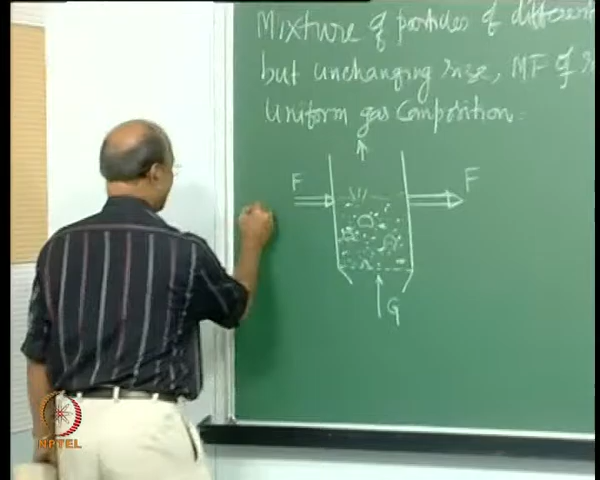 Mixture of particles of different
but unchanging size, MF of
Uniform gas Composition.
F
F
G
NPTEL